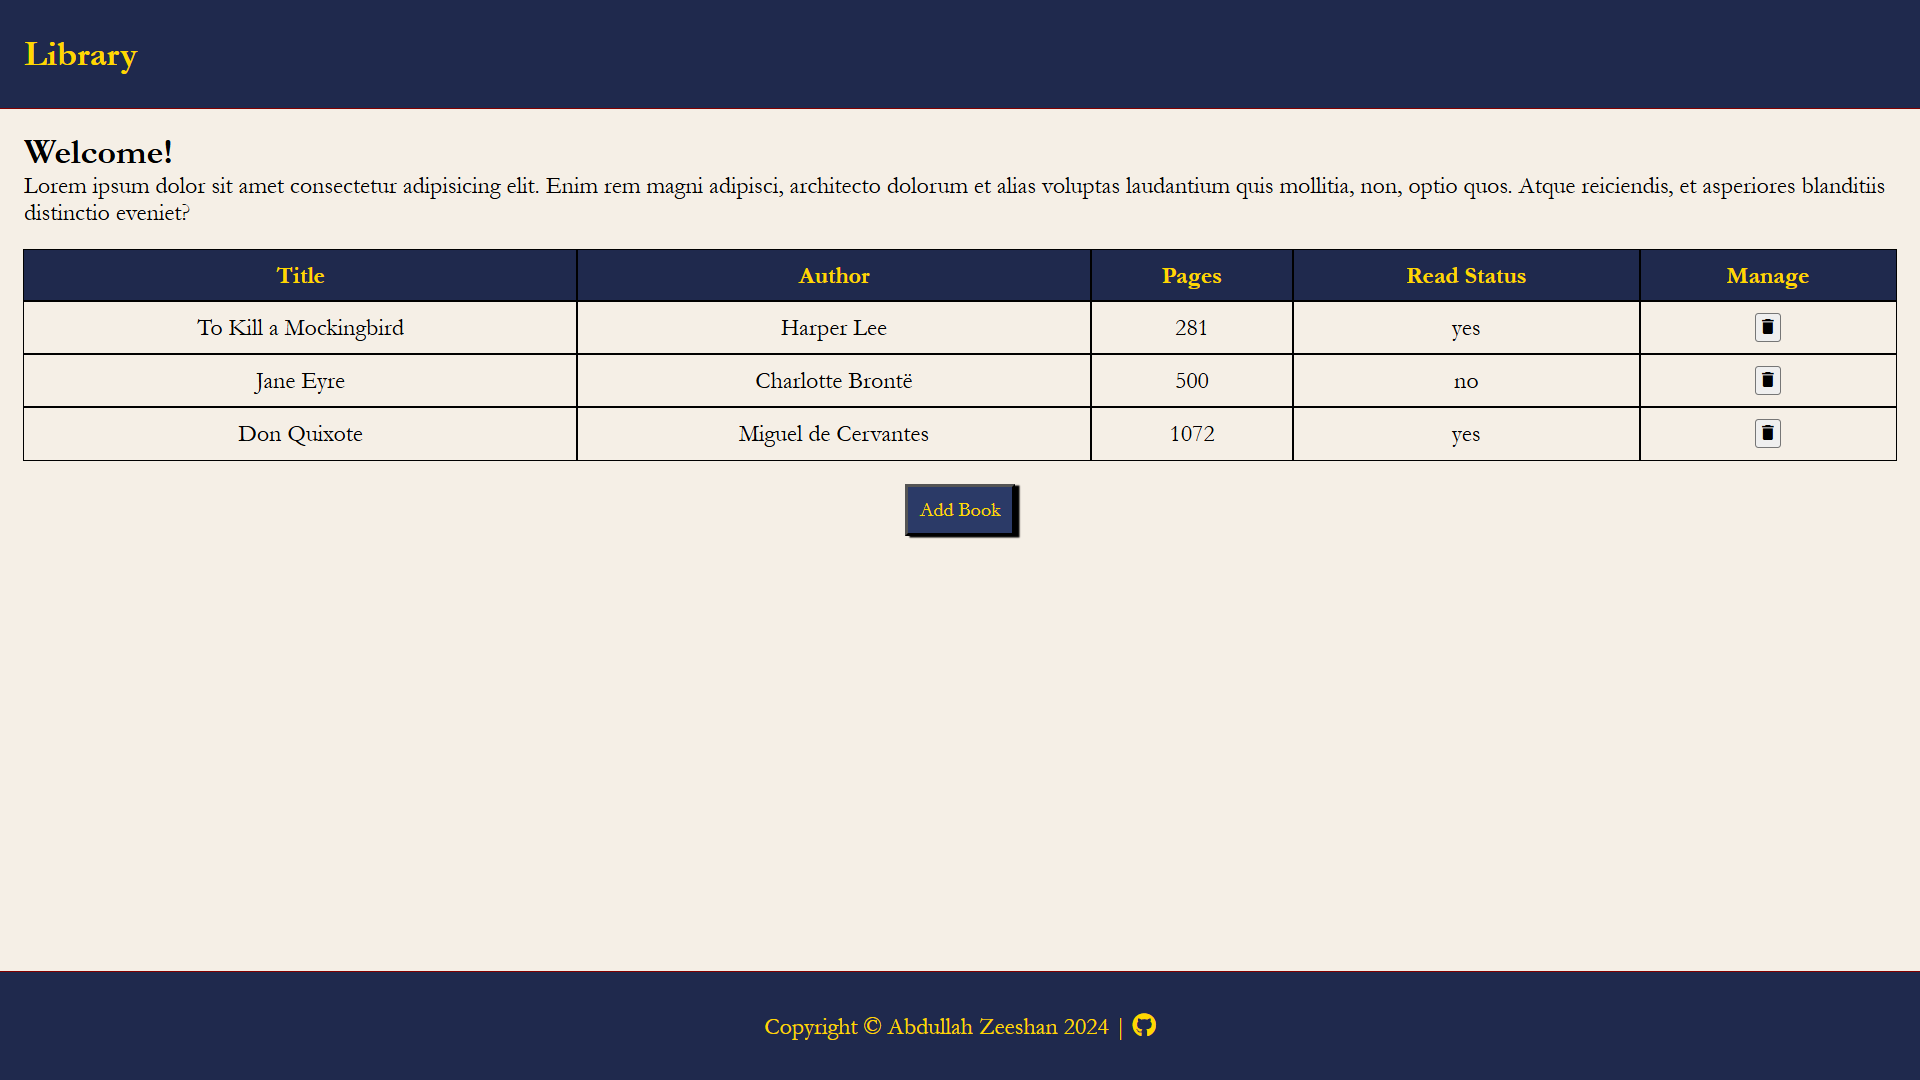 Library
Welcome!
Lorem ipsum dolor sit amet consectetur adipisicing elit. Enim rem magni adipisci, architecto dolorum et alias voluptas laudantium quis mollitia, non, optio quos. Atque reiciendis, et asperiores blanditiis
distinctio eveniet?
Title Author Pages Read Status Manage
To Kill a Mockingbird Harper Lee 281 yes
Jane Eyre Charlotte Brontë 500 no
Don Quixote Miguel de Cervantes 1072 yes
Add Book
Copyright © Abdullah Zeeshan 2024 |